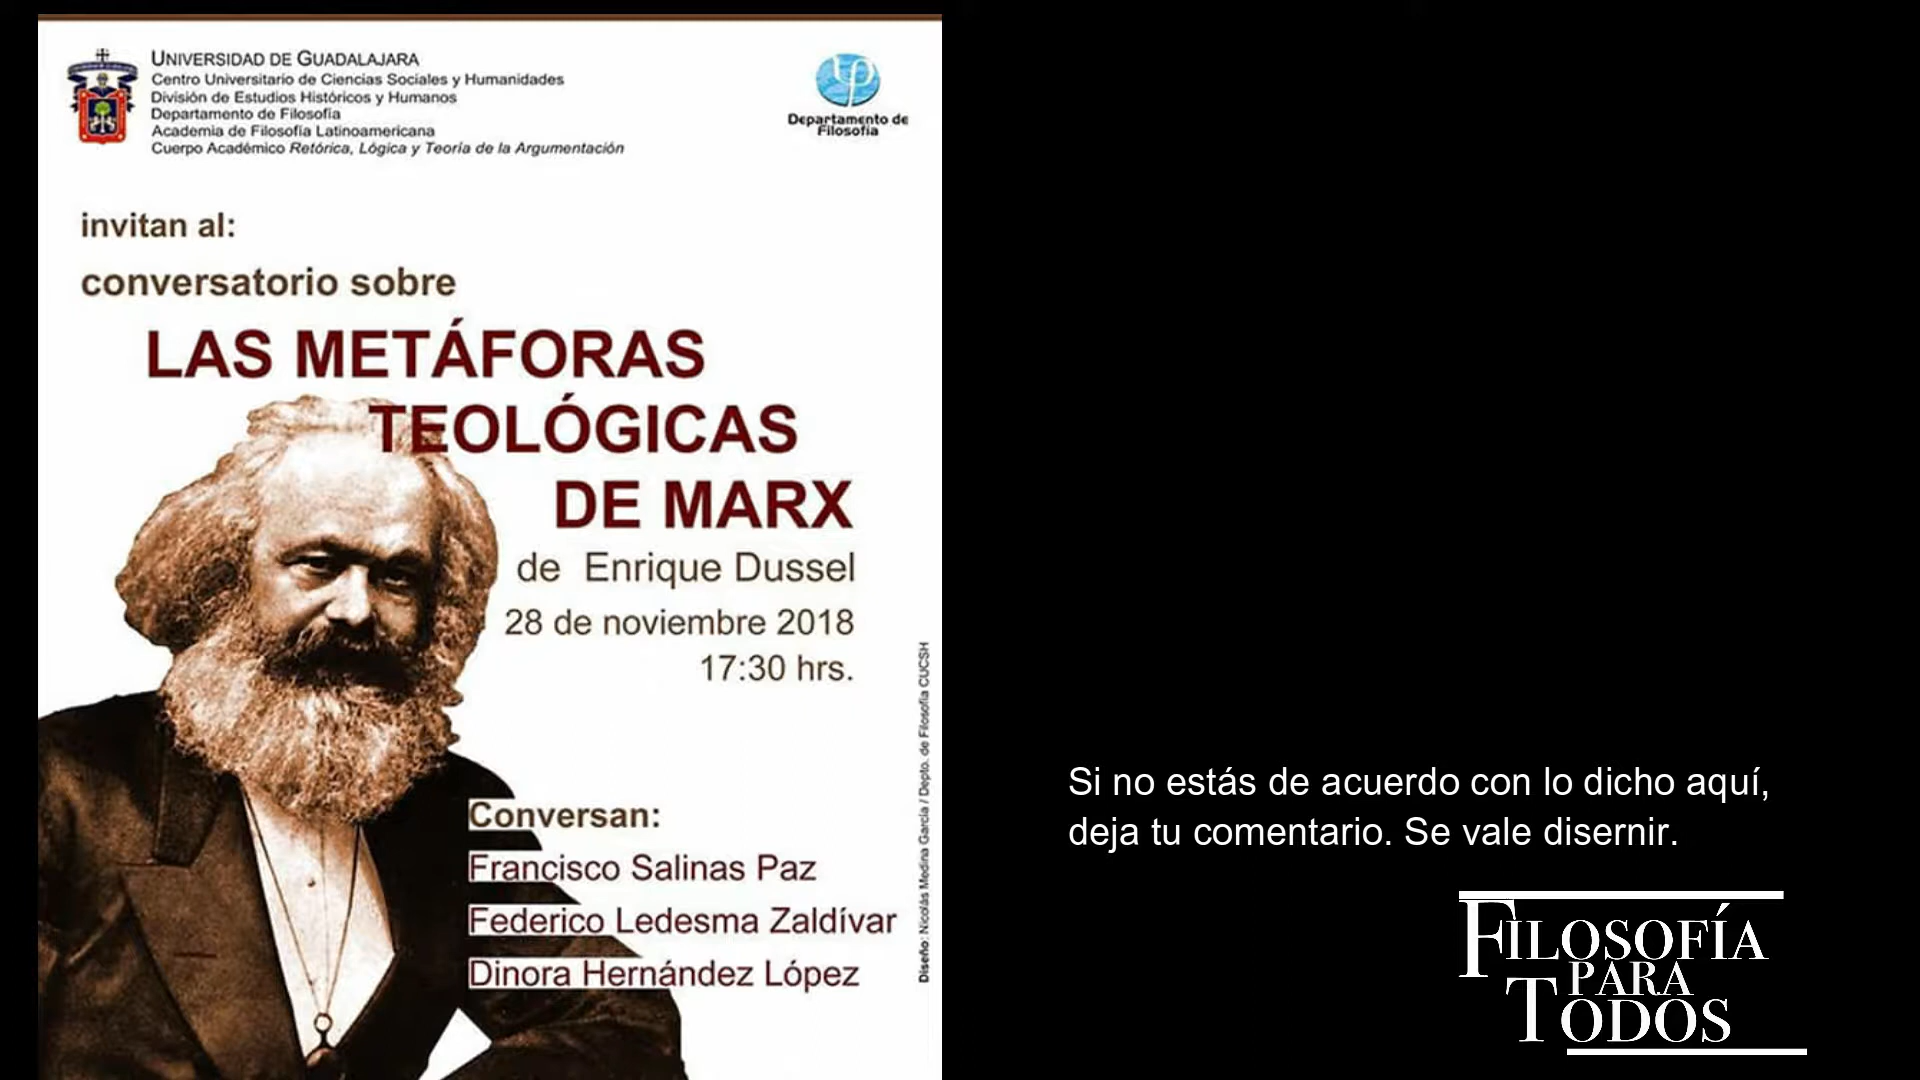 UNIVERSIDAD DE GUADALAJARA
Centro Universitario de Ciencias Sociales y Humanidades
División de Estudios Históricos y Humanos
Departamento de Filosofía
Academia de Filosofía Latinoamericana
Cuerpo Académico Retórica, Lógica y Teoría de la Argumentación
Departamento de
Filosofía
invitan al:
conversatorio sobre
LAS METÁFORAS
TEOLÓGICAS
DE MARX
de Enrique Dussel
28 de noviembre 2018
17:30 hrs.
Conversan:
Francisco Salinas Paz
Federico Ledesma Zaldívar
Dinora Hernández López
Diseño: Nicolás Medina García / Depto. de Filosofía CUCSH
Si no estás de acuerdo con lo dicho aquí,
deja tu comentario. Se vale disernir.
FILOSOFÍA
PARA
TODOS